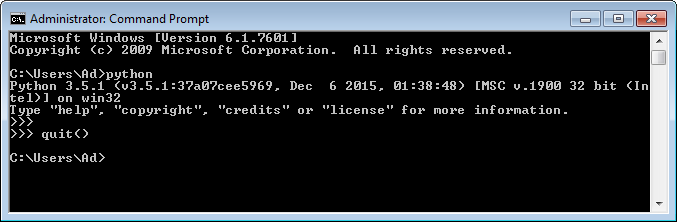 Administrator: Command Prompt
Microsoft Windows [Version 6.1.7601]
Copyright (c) 2009 Microsoft Corporation.  All rights reserved.
C:\Users\Ad>python
Python 3.5.1 (v3.5.1:37a07cee5969, Dec  6 2015, 01:38:48) [MSC v.1900 32 bit (In
tel)] on win32
Type "help", "copyright", "credits" or "license" for more information.
>>>
>>> quit()
C:\Users\Ad>